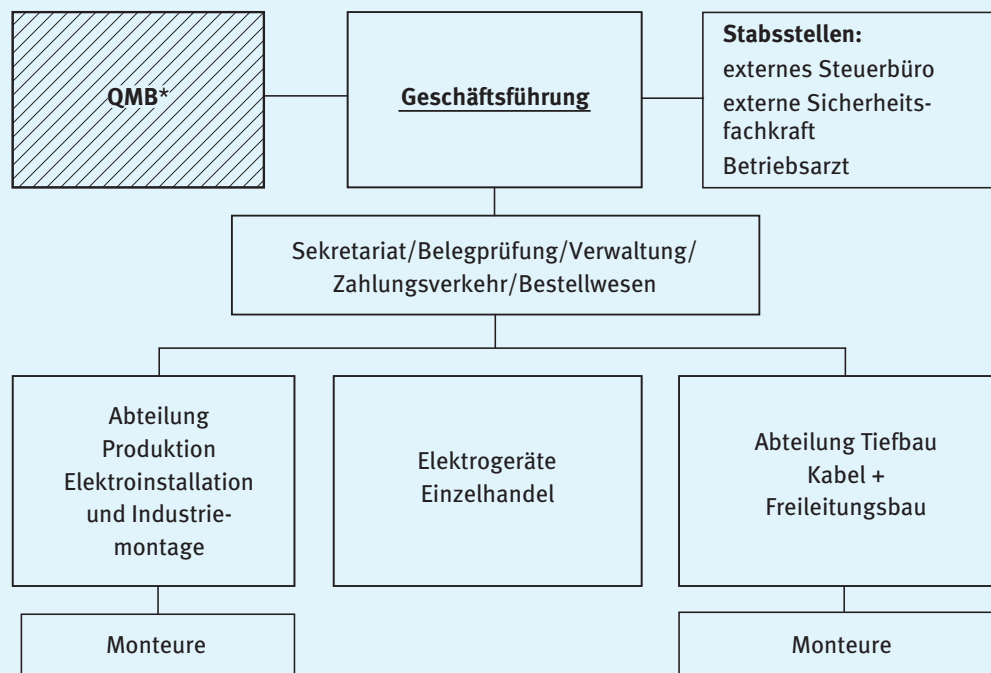 QMB*
Geschäftsführung
Stabsstellen:
externes Steuerbüro
externe Sicherheits-
fachkraft
Betriebsarzt
Sekretariat/Belegprüfung/Verwaltung/
Zahlungsverkehr/Bestellwesen
Abteilung
Produktion
Elektroinstallation
und Industrie-
montage
Elektrogeräte
Einzelhandel
Abteilung Tiefbau
Kabel +
Freileitungsbau
Monteure
Monteure